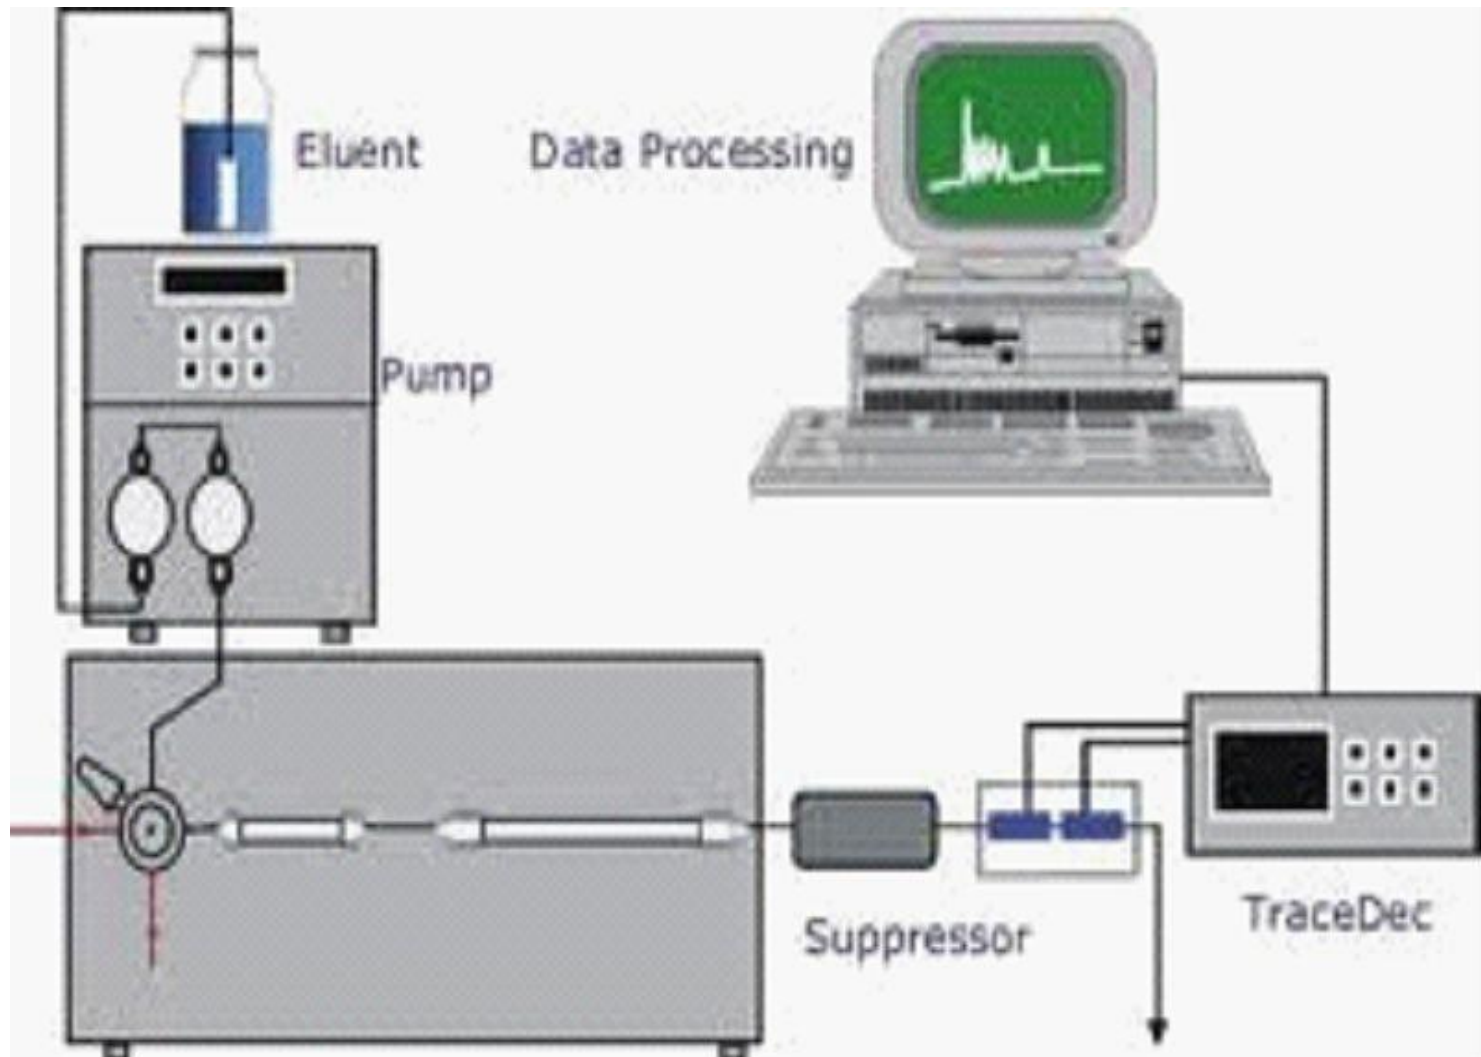 Eluent
Data Processing
Pump
Suppressor
TraceDec